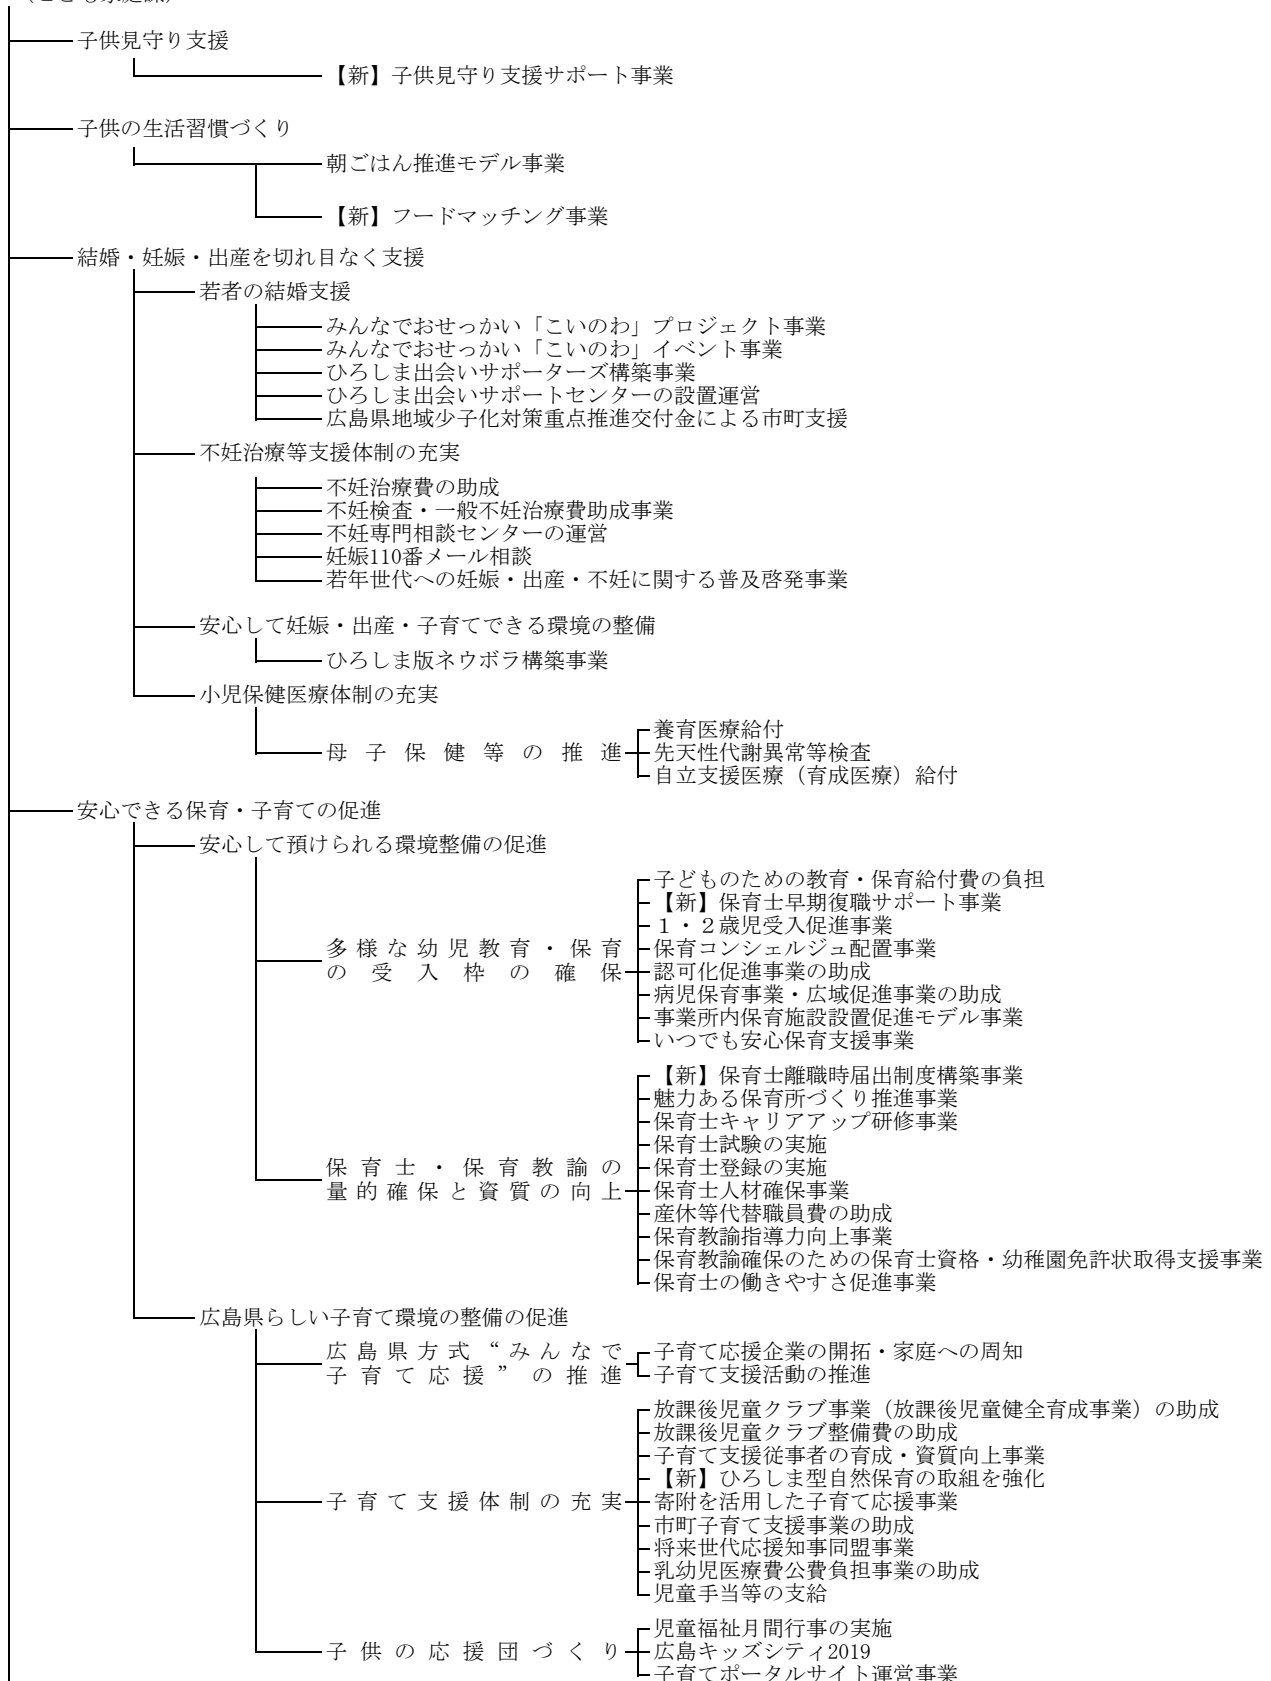 子供見守り支援
【新】子供見守り支援サポート事業
子供の生活習慣づくり
朝ごはん推進モデル事業
【新】フードマッチング事業
結婚・妊娠・出産を切れ目なく支援
若者の結婚支援
みんなでおせっかい「こいのわ」プロジェクト事業
みんなでおせっかい「こいのわ」イベント事業
ひろしま出会いサポーターズ構築事業
ひろしま出会いサポートセンターの設置運営
広島県地域少子化対策重点推進交付金による市町支援
不妊治療等支援体制の充実
不妊治療費の助成
不妊検査・一般不妊治療費助成事業
不妊専門相談センターの運営
妊娠110番メール相談
若年世代への妊娠・出産・不妊に関する普及啓発事業
安心して妊娠・出産・子育てできる環境の整備
ひろしま版ネウボラ構築事業
小児保健医療体制の充実
母子保健等の推進
養育医療給付
先天性代謝異常等検査
自立支援医療（育成医療）給付
安心できる保育・子育ての促進
安心して預けられる環境整備の促進
多様な幼児教育・保育
の受入枠の確保
子どものための教育・保育給付費の負担
【新】保育士早期復職サポート事業
１・２歳児受入促進事業
保育コンシェルジュ配置事業
認可化促進事業の助成
病児保育事業・広域促進事業の助成
事業所内保育施設設置促進モデル事業
いつでも安心保育支援事業
保育士・保育教諭の
量的確保と資質の向上
【新】保育士離職時届出制度構築事業
魅力ある保育所づくり推進事業
保育士キャリアアップ研修事業
保育士試験の実施
保育士登録の実施
保育士人材確保事業
産休等代替職員費の助成
保育教諭指導力向上事業
保育教諭確保のための保育士資格・幼稚園免許状取得支援事業
保育士の働きやすさ促進事業
広島県らしい子育て環境の整備の促進
広島県方式“みんなで
子育て応援”の推進
子育て応援企業の開拓・家庭への周知
子育て支援活動の推進
子育て支援体制の充実
放課後児童クラブ事業（放課後児童健全育成事業）の助成
放課後児童クラブ整備費の助成
子育て支援従事者の育成・資質向上事業
【新】ひろしま型自然保育の取組を強化
寄附を活用した子育て応援事業
市町子育て支援事業の助成
将来世代応援知事同盟事業
乳幼児医療費公費負担事業の助成
児童手当等の支給
子供の応援団づくり
児童福祉月間行事の実施
広島キッズシティ2019
子育てポータルサイト運営事業